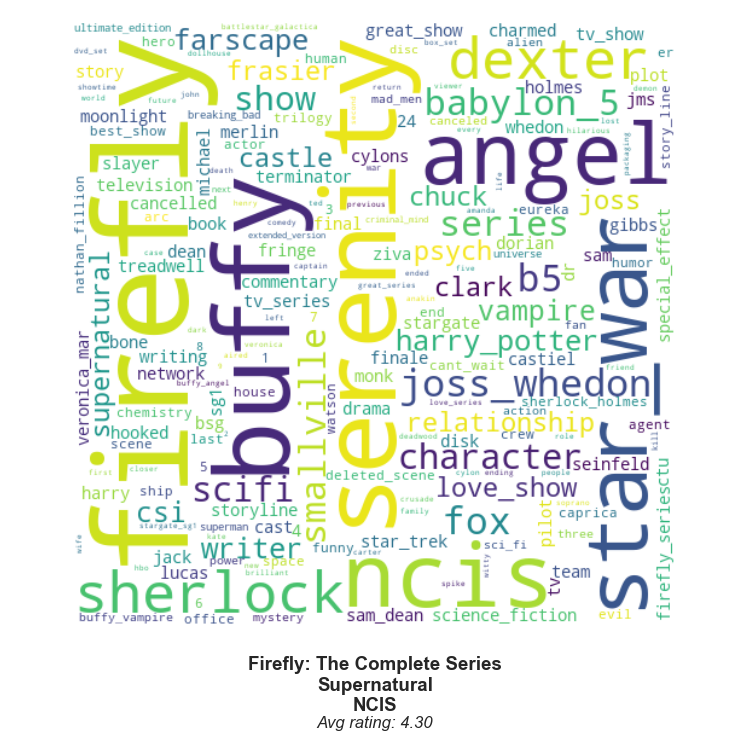 ultimate_edition
battlestar_galactica
dollhouse
great_show
charmed
tv_show
dvd_set
hero
farscape
human
box_set
disc
alien
er
showtime
story
frasier
dexter
plot
world
future
john
return
viewer
demon
moonlight
show
second
mad_men
babylon_5
holmes
jms
breaking_bad
trilogy
24
canceled
whedon
lost
best_show
merlin
every
hilarious
story_line
firefly
serenity
angel
slayer
michael
actor
castle
cylons
packaging
television
death
war
terminator
chuck
life
cancelled
next
henry
ted
3
previous
eureka
joss
arc
book
comedy
final
criminal_mind
amanda
series
gibbs
nathan_fillion
extended_version
buffy
dean
fringe
ziva
psych
dorian
universe
sam
case
captain
ended
five
dr
humor
treadwell
commentary
great_series
clark
b5
anakin
special_effect
supernatural
tv_series
end
vampire
stargate
fan
star_war
dark
left
7
veronica
bone
8
aired
1
smallville
harry_potter
writing
finale
cant_wait
castiel
friend
network
sg1
house
monk
joss_whedon
veronica_mar
buffy_angel
watson
love_series
sherlock_holmes
chemistry
drama
relationship
action
agent
hooked
bsg
last
2
disk
crew
deadwood
role
kill
scene
closer
character
seinfeld
first
5
deleted_scene
cylon
ending
people
harry
ship
scifi
love_show
crusade
soprano
caprica
csi
storyline
4
family
stargate_sg1
superman
cast
fox
pilot
three
kate
star_trek
wife
jack
writer
funny
sci_fi
firefly_seriesctu
hbo
power
space
carter
witty
lucas
new
brilliant
tv
team
sherlock
ncis
spike
6
evil
buffy_vampire
office
mystery
sam_dean
science_fiction
Firefly: The Complete Series
Supernatural
NCIS
Avg rating: 4.30